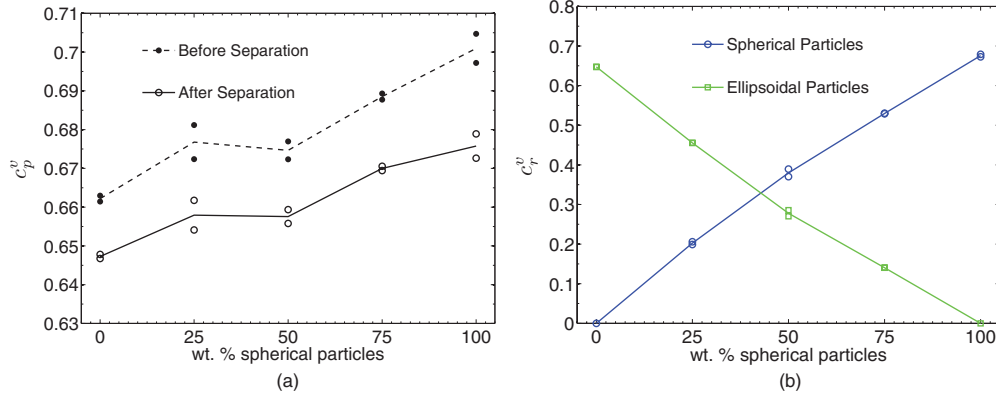 0.71
0.7
0.69
0.68
0.67
0.66
0.65
0.64
0.63
c_p^v
Before Separation
After Separation
0 25 50 75 100
wt. % spherical particles
(a)
0.8
0.7
0.6
0.5
0.4
0.3
0.2
0.1
0
c_r^v
Spherical Particles
Ellipsoidal Particles
0 25 50 75 100
wt. % spherical particles
(b)